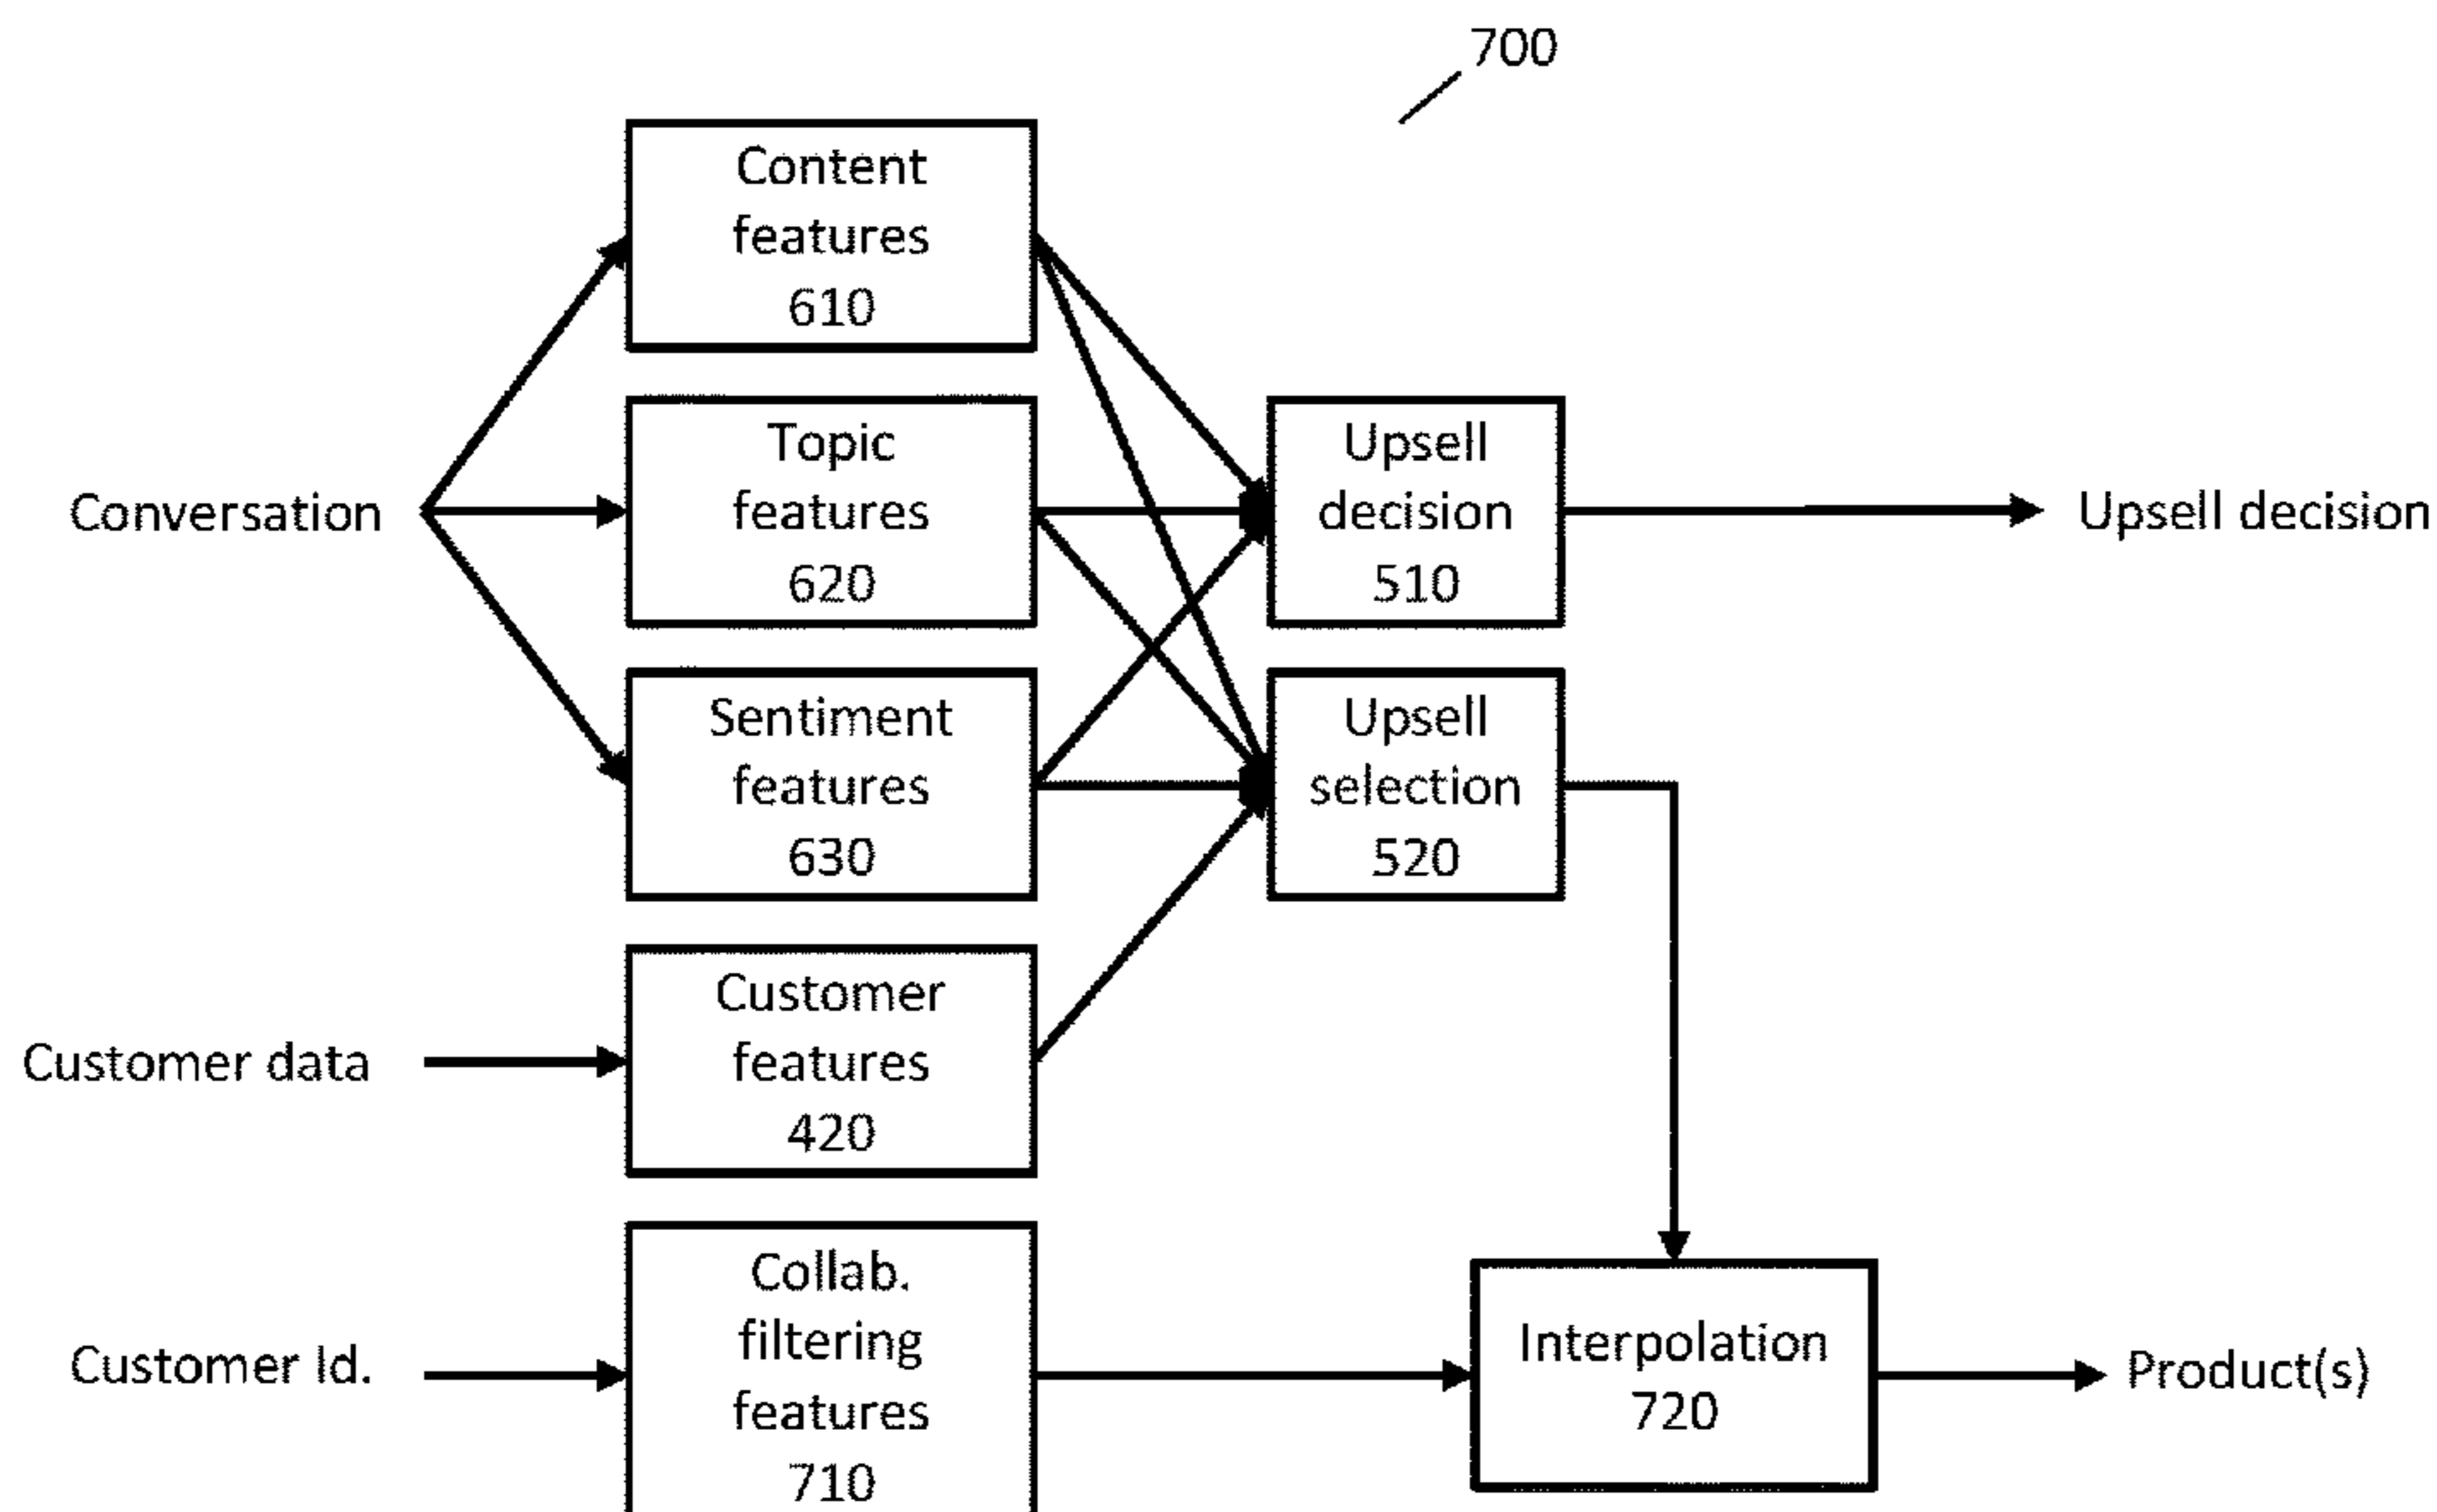 700
Content
features
610
Topic
features
620
Upsell
decision
510
Conversation
Upsell decision
Sentiment
features
630
Upsell
selection
520
Customer data
Customer
features
420
Customer Id.
Collab.
filtering
features
710
Interpolation
720
Product(s)